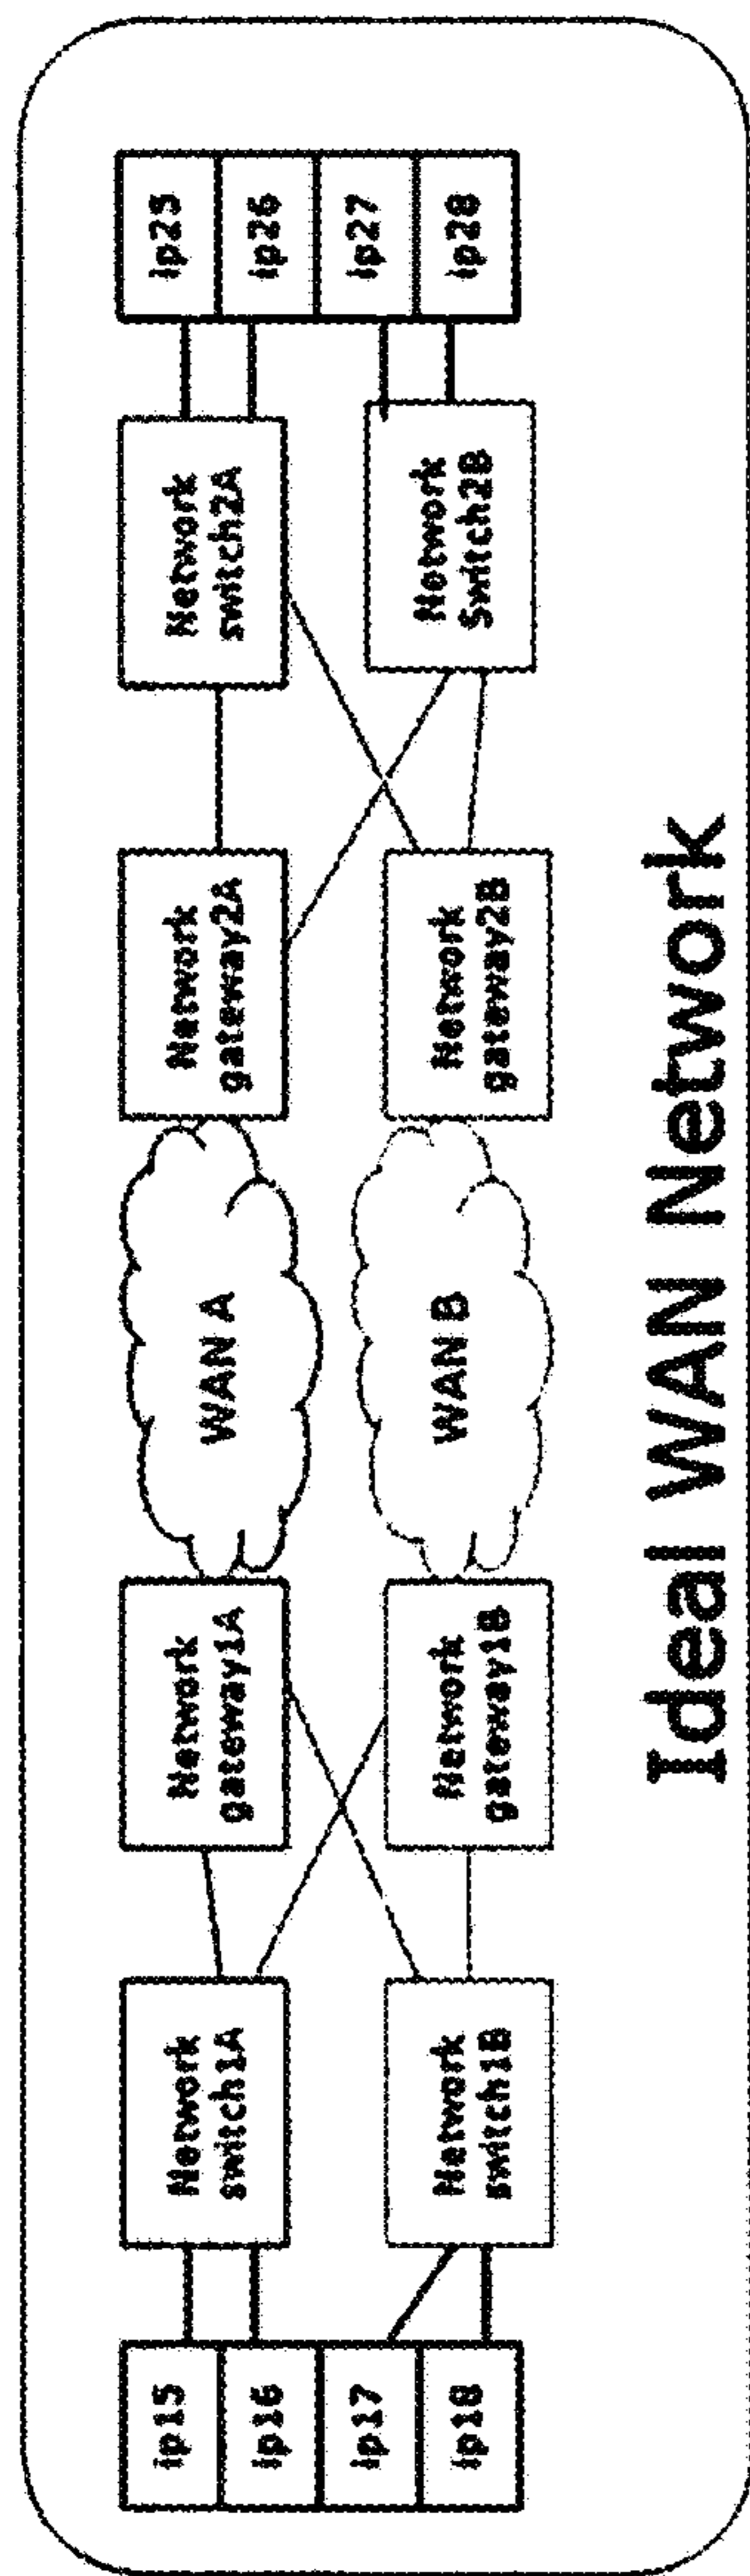 ip15
ip16
ip17
ip18
Network
switch1A
Network
switch1B
Network
gateway1A
Network
gateway1B
WAN A
WAN B
Network
gateway2A
Network
gateway2B
Network
switch2A
Network
Switch2B
ip25
ip26
ip27
ip28
Ideal WAN Network